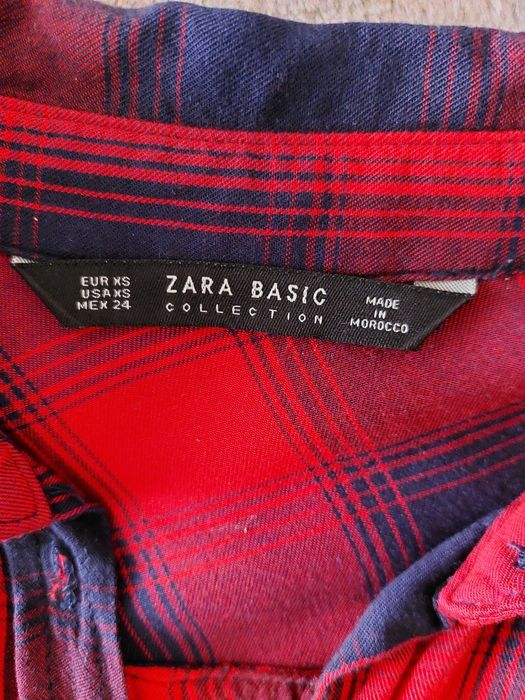 EUR XS
USA XS
MEX 24
ZARA BASIC
COLLECTION
MADE
IN
MOROCCO